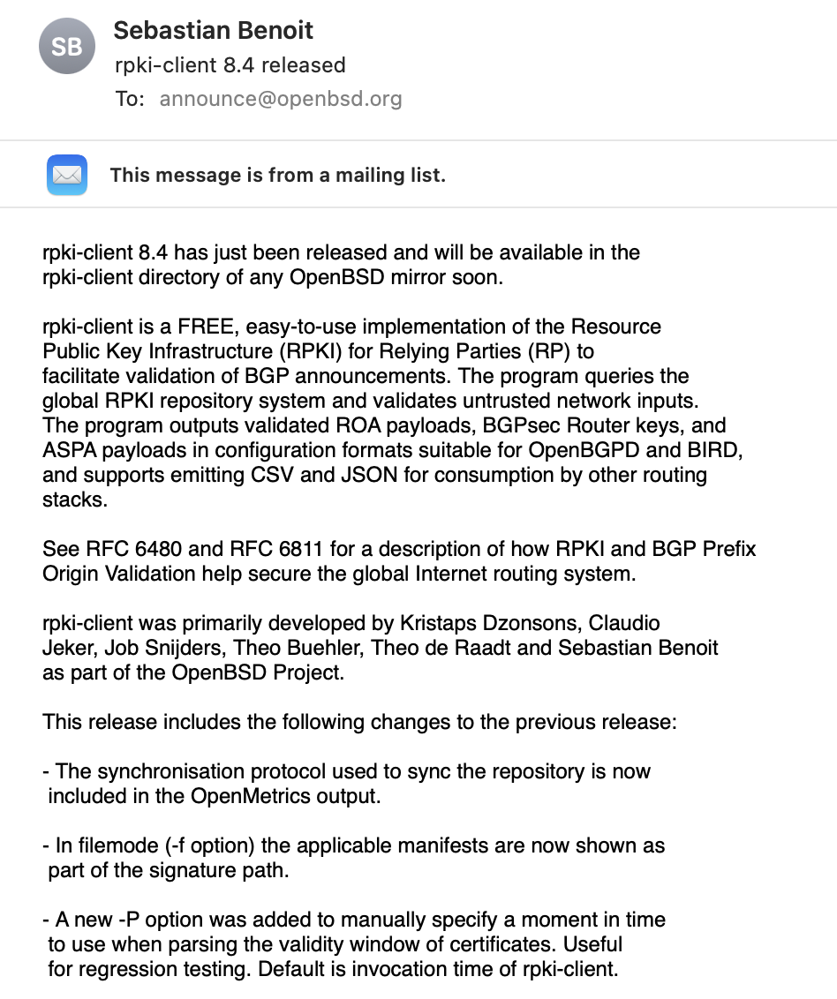 SB
Sebastian Benoit
rpki-client 8.4 released
To: announce@openbsd.org
This message is from a mailing list.
rpki-client 8.4 has just been released and will be available in the
rpki-client directory of any OpenBSD mirror soon.
rpki-client is a FREE, easy-to-use implementation of the Resource
Public Key Infrastructure (RPKI) for Relying Parties (RP) to
facilitate validation of BGP announcements. The program queries the
global RPKI repository system and validates untrusted network inputs.
The program outputs validated ROA payloads, BGPsec Router keys, and
ASPA payloads in configuration formats suitable for OpenBGPD and BIRD,
and supports emitting CSV and JSON for consumption by other routing
stacks.
See RFC 6480 and RFC 6811 for a description of how RPKI and BGP Prefix
Origin Validation help secure the global Internet routing system.
rpki-client was primarily developed by Kristaps Dzonsons, Claudio
Jeker, Job Snijders, Theo Buehler, Theo de Raadt and Sebastian Benoit
as part of the OpenBSD Project.
This release includes the following changes to the previous release:
- The synchronisation protocol used to sync the repository is now
included in the OpenMetrics output.
- In filemode (-f option) the applicable manifests are now shown as
part of the signature path.
- A new -P option was added to manually specify a moment in time
to use when parsing the validity window of certificates. Useful
for regression testing. Default is invocation time of rpki-client.